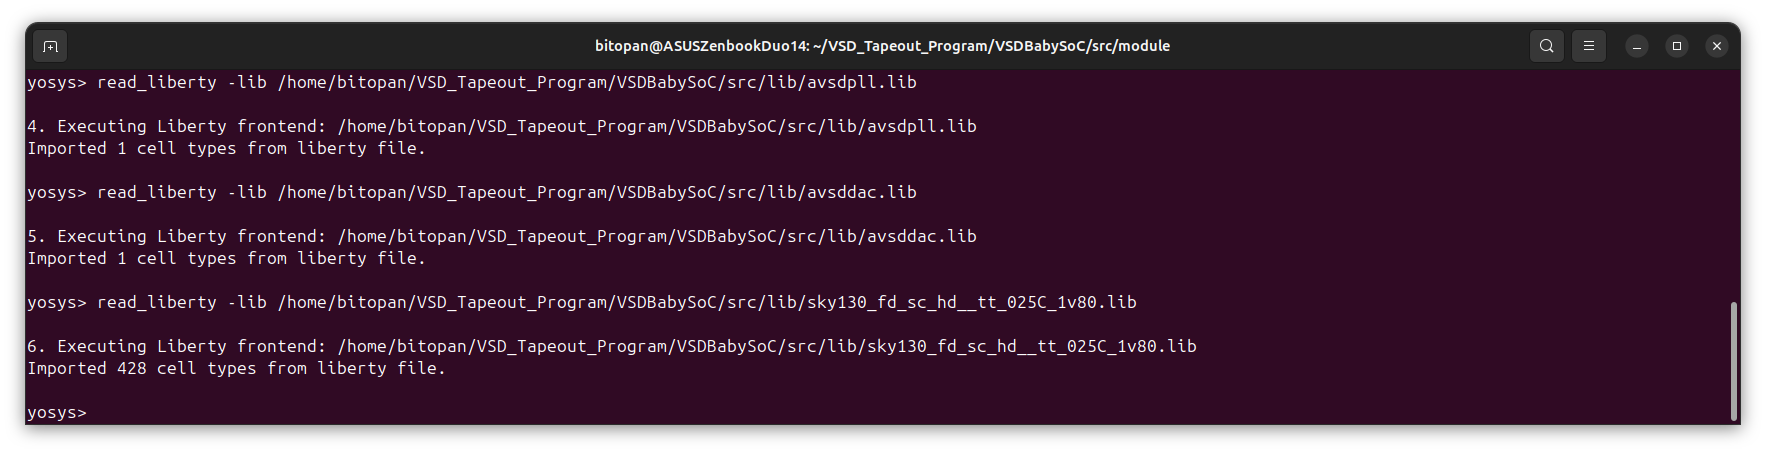 bitopan@ASUSZenbookDuo14: ~/VSD_Tapeout_Program/VSDBabySoC/src/module
yosys> read_liberty -lib /home/bitopan/VSD_Tapeout_Program/VSDBabySoC/src/lib/avsdpll.lib
4. Executing Liberty frontend: /home/bitopan/VSD_Tapeout_Program/VSDBabySoC/src/lib/avsdpll.lib
Imported 1 cell types from liberty file.
yosys> read_liberty -lib /home/bitopan/VSD_Tapeout_Program/VSDBabySoC/src/lib/avsddac.lib
5. Executing Liberty frontend: /home/bitopan/VSD_Tapeout_Program/VSDBabySoC/src/lib/avsddac.lib
Imported 1 cell types from liberty file.
yosys> read_liberty -lib /home/bitopan/VSD_Tapeout_Program/VSDBabySoC/src/lib/sky130_fd_sc_hd__tt_025C_1v80.lib
6. Executing Liberty frontend: /home/bitopan/VSD_Tapeout_Program/VSDBabySoC/src/lib/sky130_fd_sc_hd__tt_025C_1v80.lib
Imported 428 cell types from liberty file.
yosys>